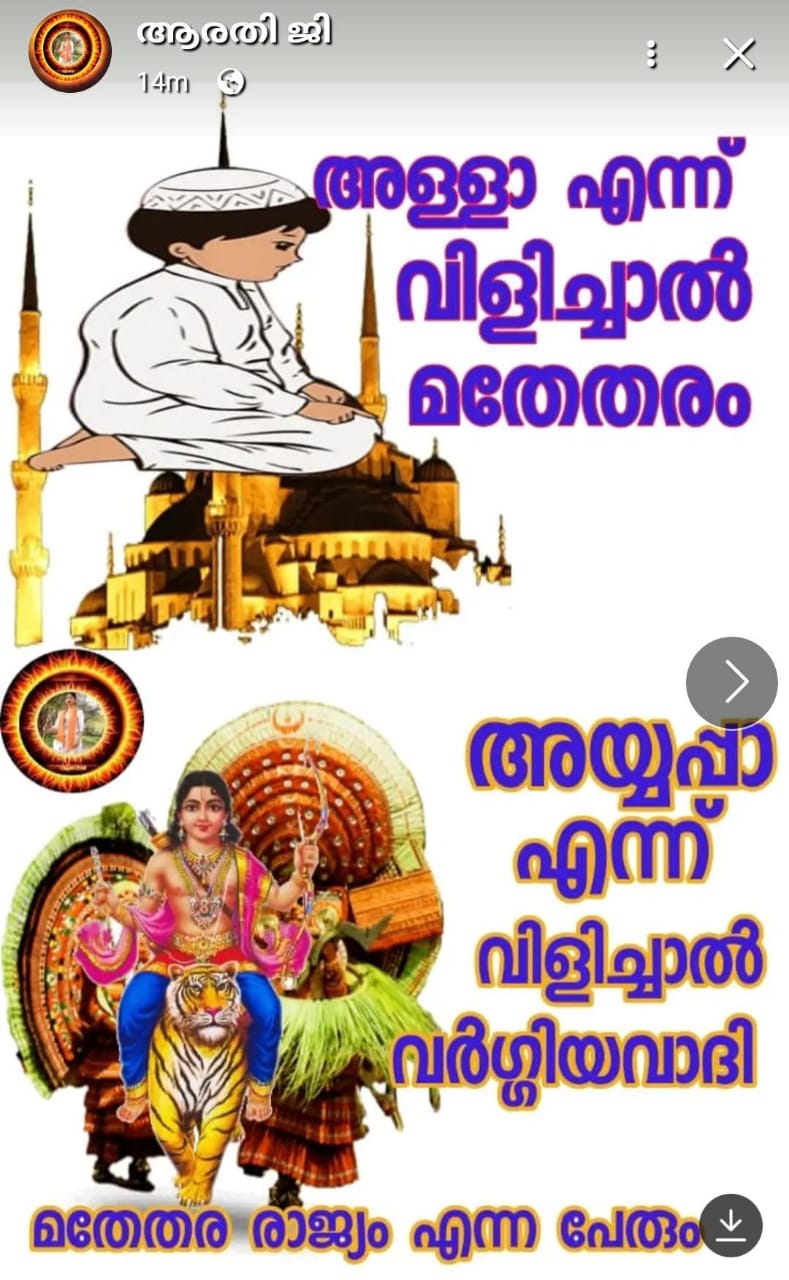 ആരതി ജി
14m
അള്ളാ എന്ന്
വിളിച്ചാൽ
മതേതരം
അയ്യപ്പാ
എന്ന്
വിളിച്ചാൽ
വർഗ്ഗിയവാദി
മതേതര രാജ്യം എന്ന പേരും